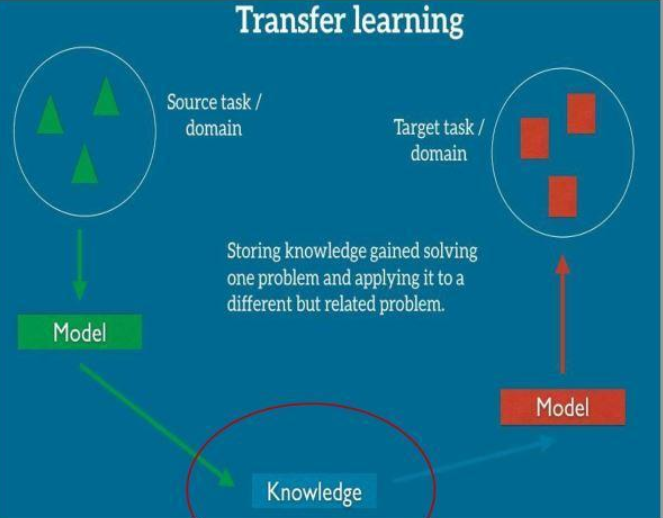 Transfer learning
Source task /
domain
Target task /
domain
Storing knowledge gained solving
one problem and applying it to a
different but related problem.
Model
Model
Knowledge